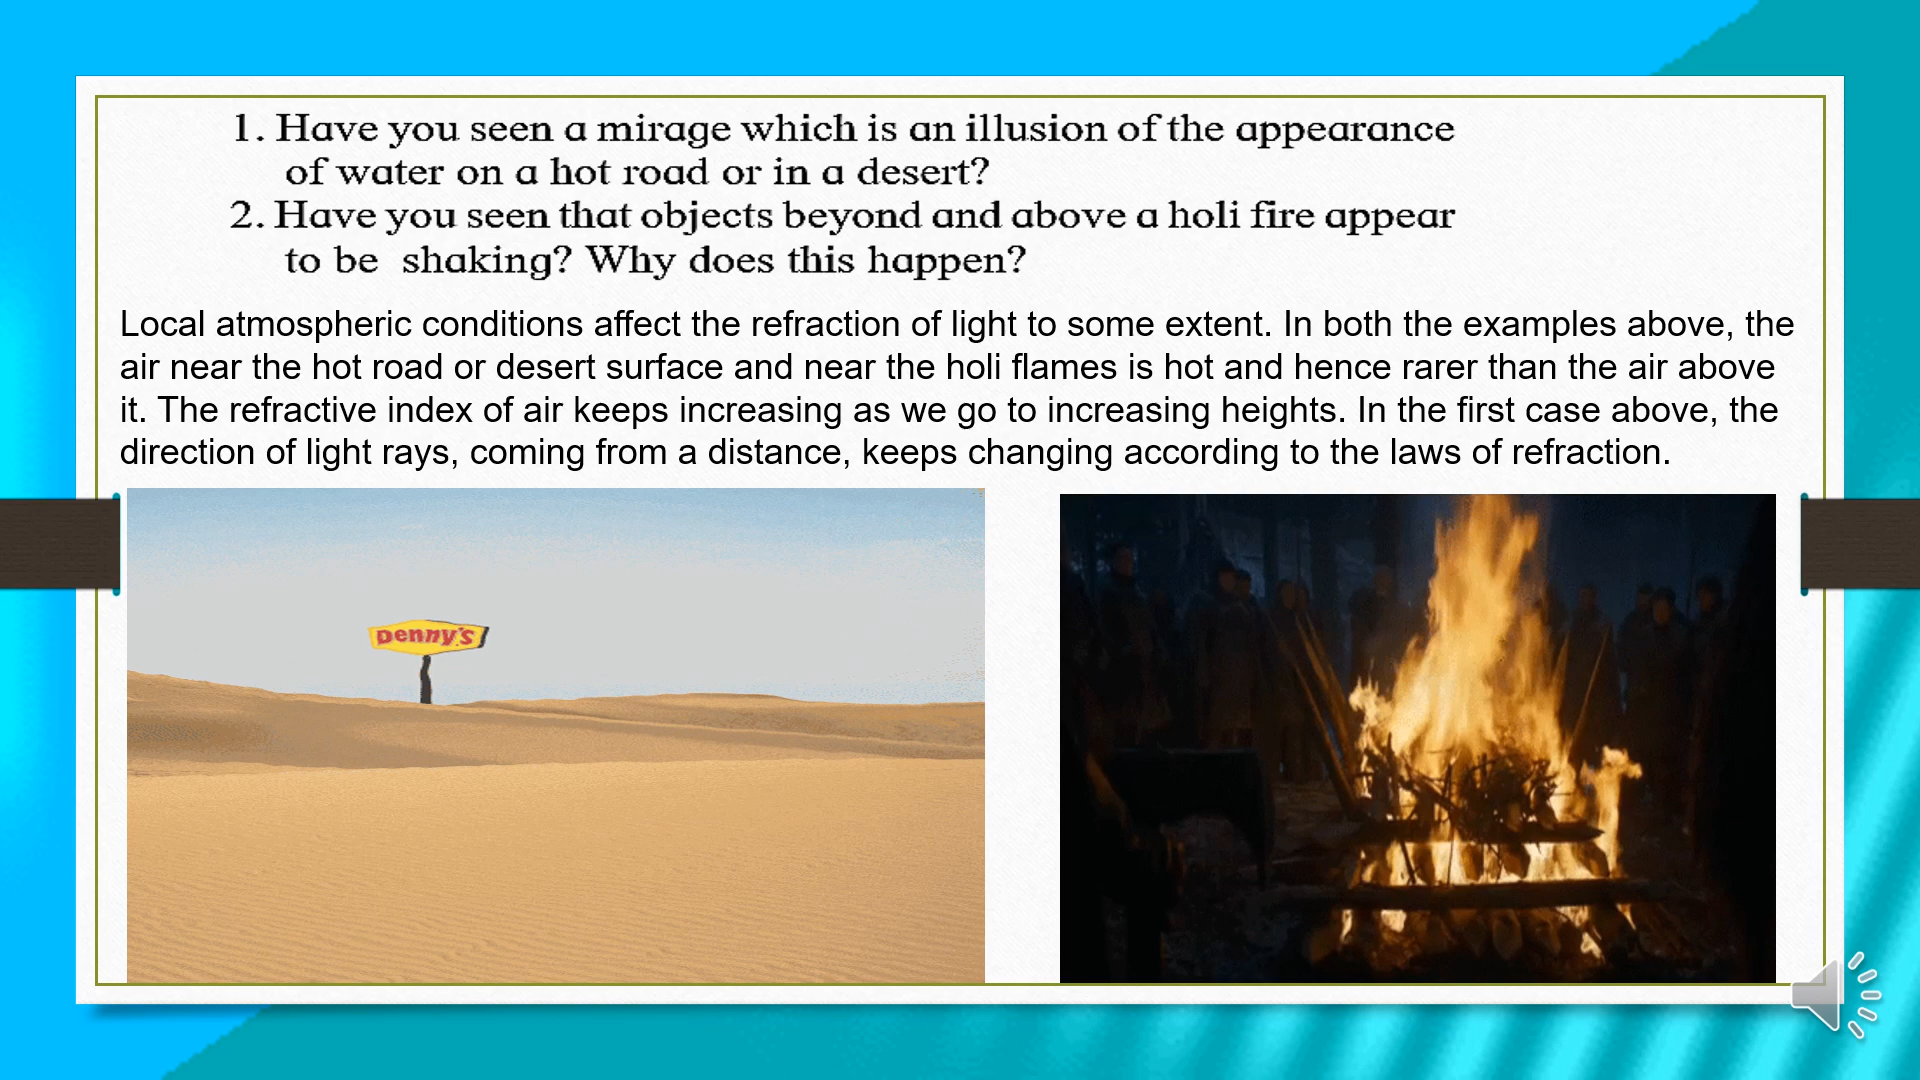 1. Have you seen a mirage which is an illusion of the appearance
of water on a hot road or in a desert?
2. Have you seen that objects beyond and above a holi fire appear
to be shaking? Why does this happen?
Local atmospheric conditions affect the refraction of light to some extent. In both the examples above, the
air near the hot road or desert surface and near the holi flames is hot and hence rarer than the air above
it. The refractive index of air keeps increasing as we go to increasing heights. In the first case above, the
direction of light rays, coming from a distance, keeps changing according to the laws of refraction.
Denny's